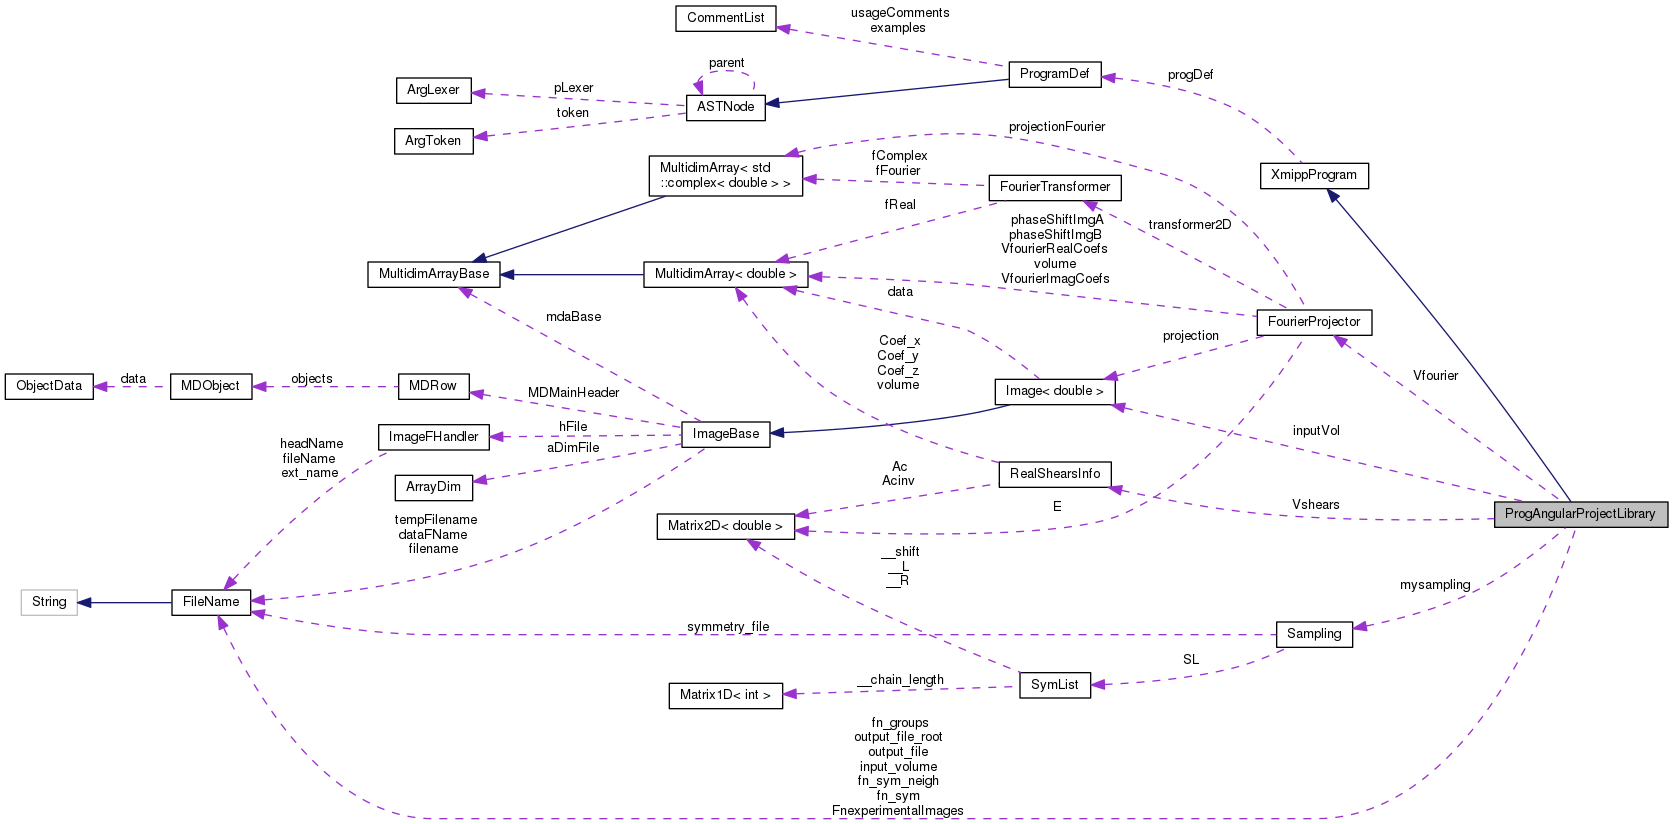 CommentList
usageComments
examples
parent
ProgramDef
progDef
ArgLexer
pLexer
ASTNode
token
ArgToken
projectionFourier
MultidimArray< std
::complex< double > >
fComplex
fFourier
FourierTransformer
XmippProgram
fReal
phaseShiftImgA
phaseShiftImgB
VfourierRealCoefs
volume
VfourierImagCoefs
transformer2D
MultidimArrayBase
MultidimArray< double >
data
mdaBase
FourierProjector
projection
Coef_x
Coef_y
Coef_z
volume
Vfourier
ObjectData
data
MDObject
objects
MDRow
MDMainHeader
Image< double >
headName
fileName
ext_name
ImageFHandler
hFile
aDimFile
ImageBase
inputVol
ArrayDim
Ac
Acinv
RealShearsInfo
tempFilename
dataFName
filename
Matrix2D< double >
E
Vshears
ProgAngularProjectLibrary
__shift
__L
__R
mysampling
String
FileName
symmetry_file
Sampling
SL
Matrix1D< int >
__chain_length
SymList
fn_groups
output_file_root
output_file
input_volume
fn_sym_neigh
fn_sym
FnexperimentalImages